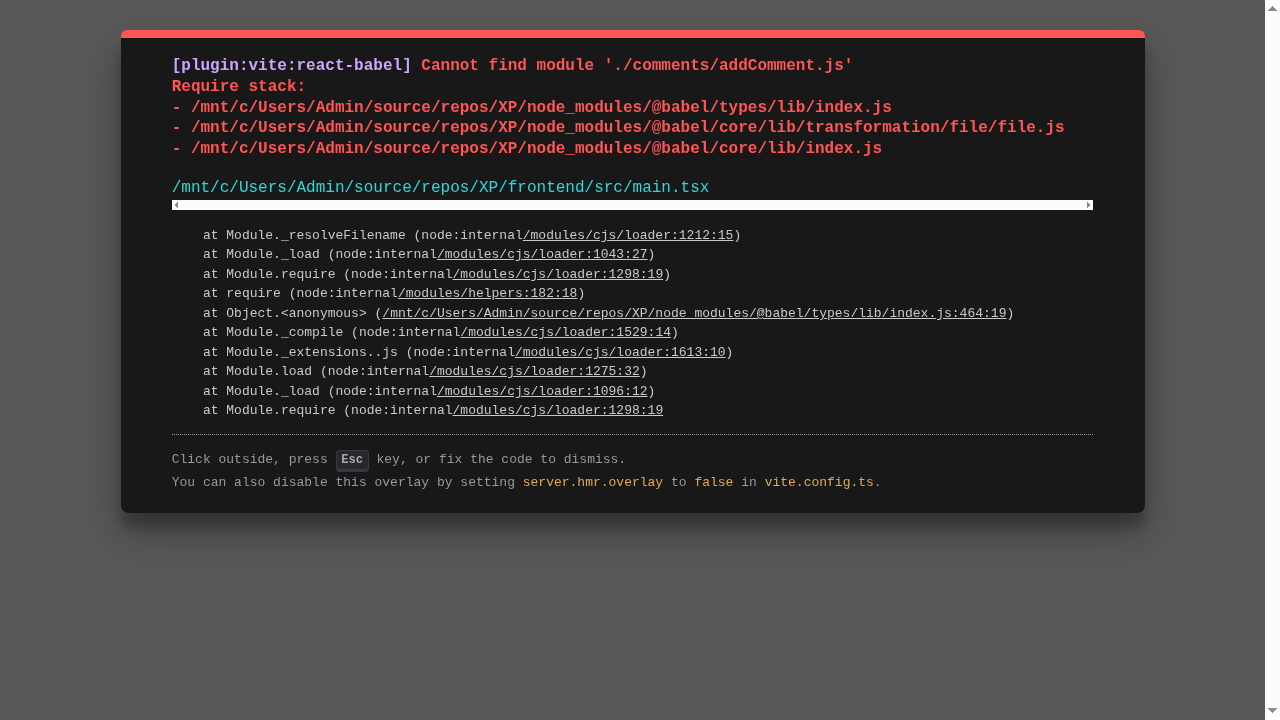 [plugin:vite:react-babel] Cannot find module './comments/addComment.js'
Require stack:
- /mnt/c/Users/Admin/source/repos/XP/node_modules/@babel/types/lib/index.js
- /mnt/c/Users/Admin/source/repos/XP/node_modules/@babel/core/lib/transformation/file/file.js
- /mnt/c/Users/Admin/source/repos/XP/node_modules/@babel/core/lib/index.js
/mnt/c/Users/Admin/source/repos/XP/frontend/src/main.tsx
at Module._resolveFilename (node:internal/modules/cjs/loader:1212:15)
at Module._load (node:internal/modules/cjs/loader:1043:27)
at Module.require (node:internal/modules/cjs/loader:1298:19)
at require (node:internal/modules/helpers:182:18)
at Object.<anonymous> (/mnt/c/Users/Admin/source/repos/XP/node_modules/@babel/types/lib/index.js:464:19)
at Module._compile (node:internal/modules/cjs/loader:1529:14)
at Module._extensions..js (node:internal/modules/cjs/loader:1613:10)
at Module.load (node:internal/modules/cjs/loader:1275:32)
at Module._load (node:internal/modules/cjs/loader:1096:12)
at Module.require (node:internal/modules/cjs/loader:1298:19
Click outside, press Esc key, or fix the code to dismiss.
You can also disable this overlay by setting server.hmr.overlay to false in vite.config.ts.